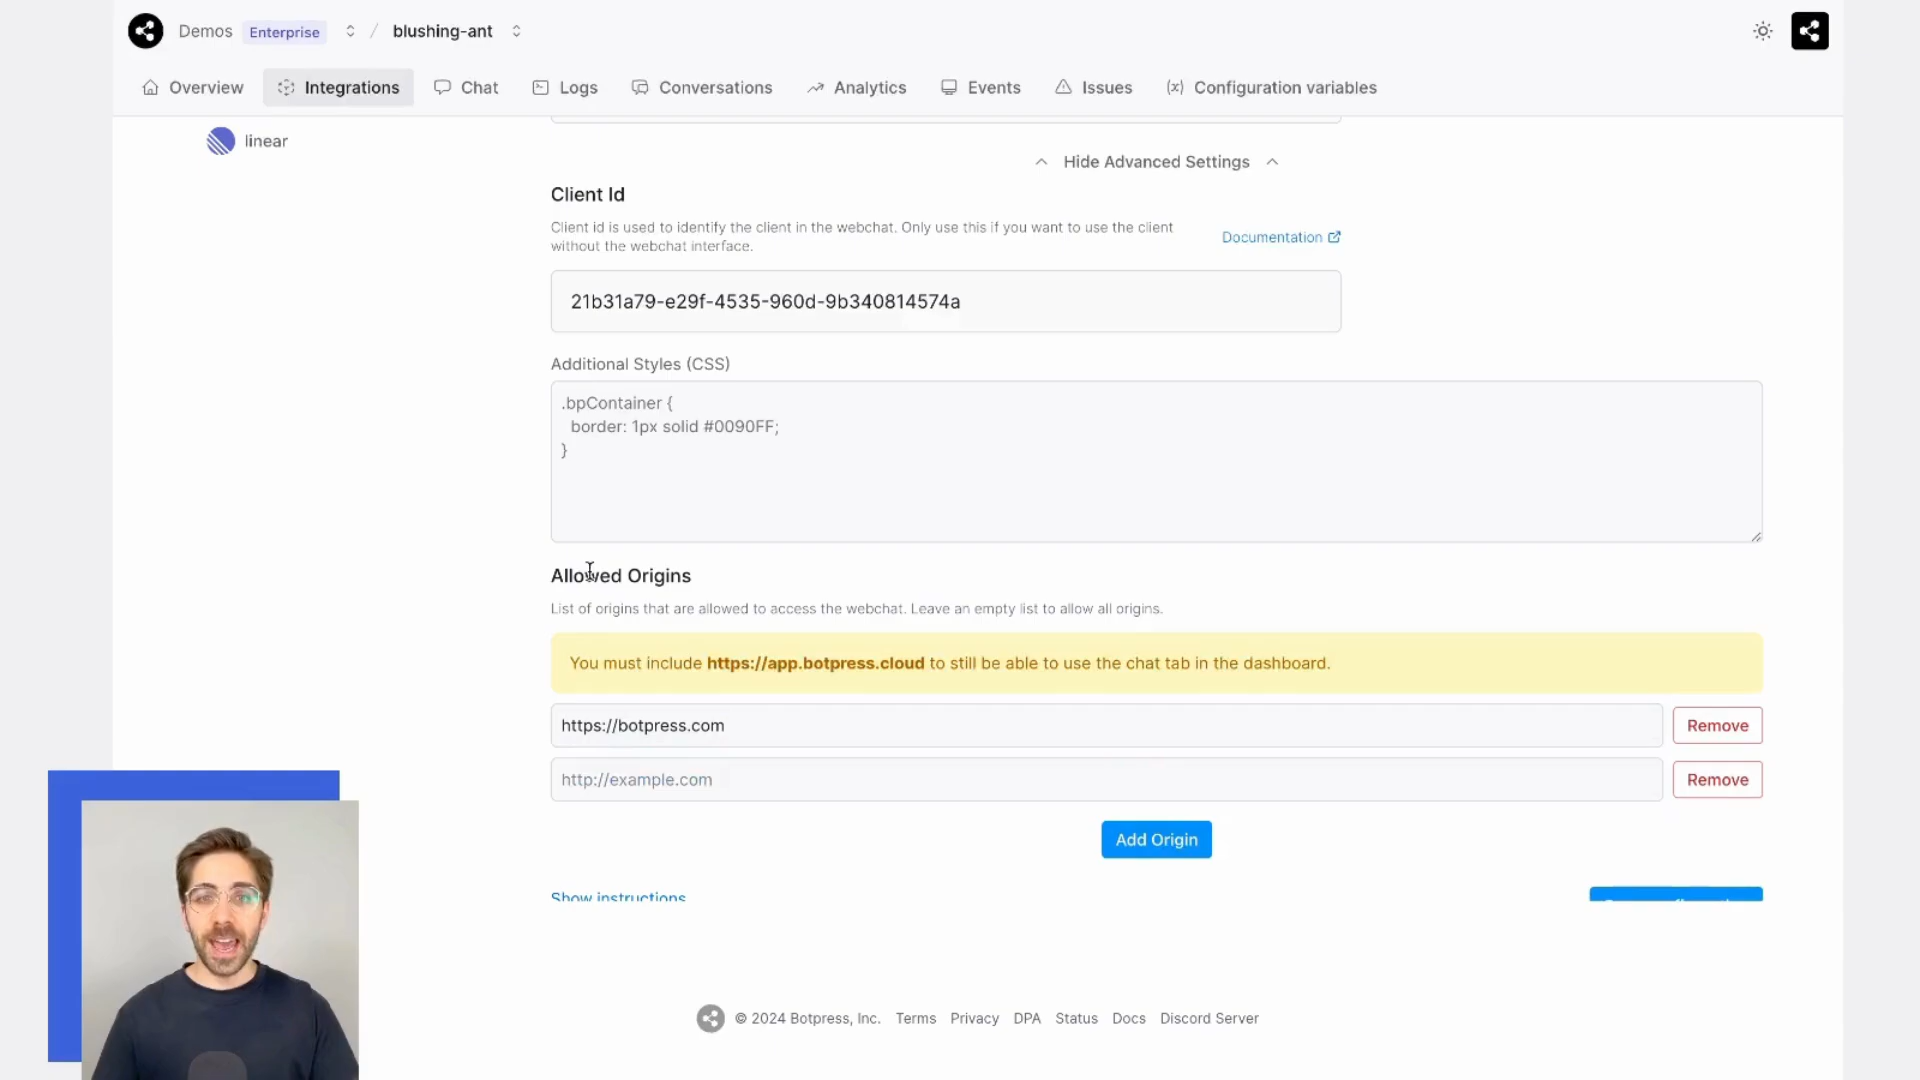 Demos Enterprise / blushing-ant
Overview Integrations Chat Logs Conversations Analytics Events Issues Configuration variables
linear
Hide Advanced Settings
Client Id
Client id is used to identify the client in the webchat. Only use this if you want to use the client
without the webchat interface.
Documentation
21b31a79-e29f-4535-960d-9b340814574a
Additional Styles (CSS)
.bpContainer {
border: 1px solid #0090FF;
}
Allowed Origins
List of origins that are allowed to access the webchat. Leave an empty list to allow all origins.
You must include https://app.botpress.cloud to still be able to use the chat tab in the dashboard.
https://botpress.com Remove
http://example.com Remove
Add Origin
Show instructions
© 2024 Botpress, Inc. Terms Privacy DPA Status Docs Discord Server